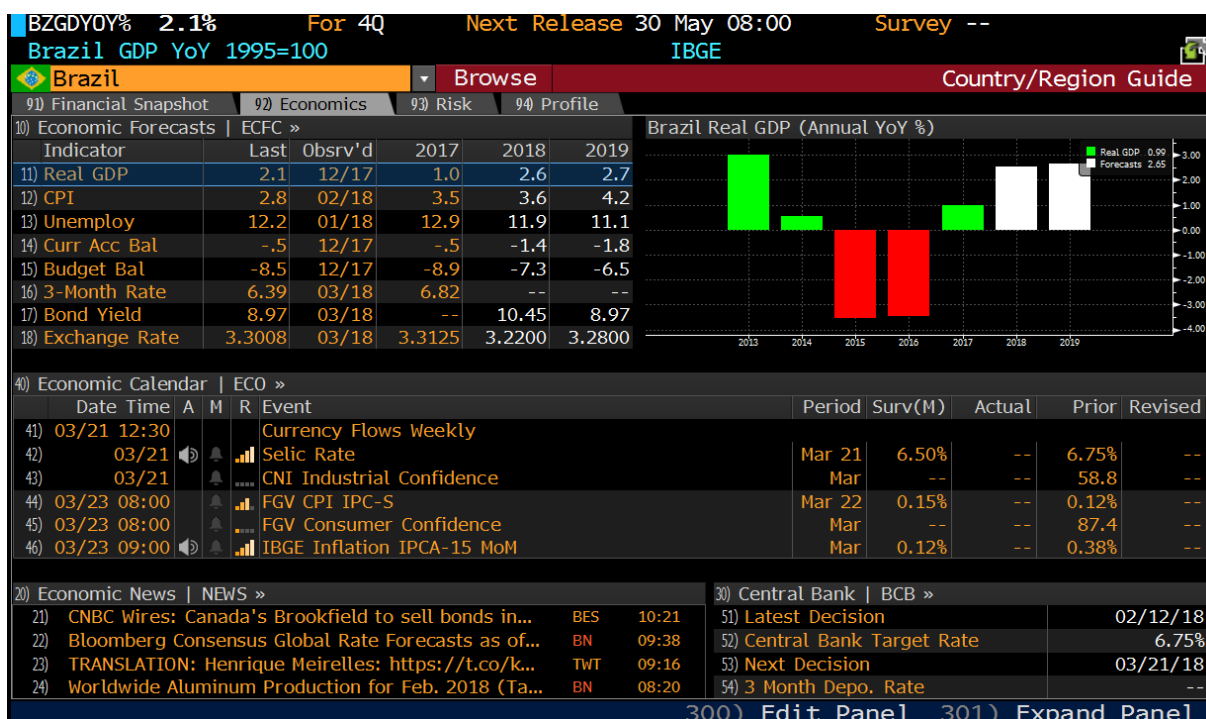 BZGDYOY% 2.1% For 4Q Next Release 30 May 08:00 Survey --
Brazil GDP YoY 1995=100 IBGE
Brazil Browse Country/Region Guide
91) Financial Snapshot 92) Economics 93) Risk 94) Profile
10) Economic Forecasts | ECFC »
Indicator Last Obsrv'd 2017 2018 2019
11) Real GDP 2.1 12/17 1.0 2.6 2.7
12) CPI 2.8 02/18 3.5 3.6 4.2
13) Unemploy 12.2 01/18 12.9 11.9 11.1
14) Curr Acc Bal -.5 12/17 -.5 -1.4 -1.8
15) Budget Bal -8.5 12/17 -8.9 -7.3 -6.5
16) 3-Month Rate 6.39 03/18 6.82 -- --
17) Bond Yield 8.97 03/18 -- 10.45 8.97
18) Exchange Rate 3.3008 03/18 3.3125 3.2200 3.2800
Brazil Real GDP (Annual YoY %)
Real GDP 0.99
Forecasts 2.65
3.00
2.00
1.00
0.00
-1.00
-2.00
-3.00
-4.00
2013 2014 2015 2016 2017 2018 2019
40) Economic Calendar | ECO »
Date Time A M R Event Period Surv(M) Actual Prior Revised
41) 03/21 12:30 Currency Flows Weekly
42) 03/21 Selic Rate Mar 21 6.50% -- 6.75% --
43) 03/21 CNI Industrial Confidence Mar -- -- 58.8 --
44) 03/23 08:00 FGV CPI IPC-S Mar 22 0.15% -- 0.12% --
45) 03/23 08:00 FGV Consumer Confidence Mar -- -- 87.4 --
46) 03/23 09:00 IBGE Inflation IPCA-15 MoM Mar 0.12% -- 0.38% --
20) Economic News | NEWS »
21) CNBC Wires: Canada's Brookfield to sell bonds in... BES 10:21
22) Bloomberg Consensus Global Rate Forecasts as of... BN 09:38
23) TRANSLATION: Henrique Meirelles: https://t.co/k... TWT 09:16
24) Worldwide Aluminum Production for Feb. 2018 (Ta... BN 08:20
30) Central Bank | BCB »
51) Latest Decision 02/12/18
52) Central Bank Target Rate 6.75%
53) Next Decision 03/21/18
54) 3 Month Depo. Rate --
300) Edit Panel 301) Expand Panel